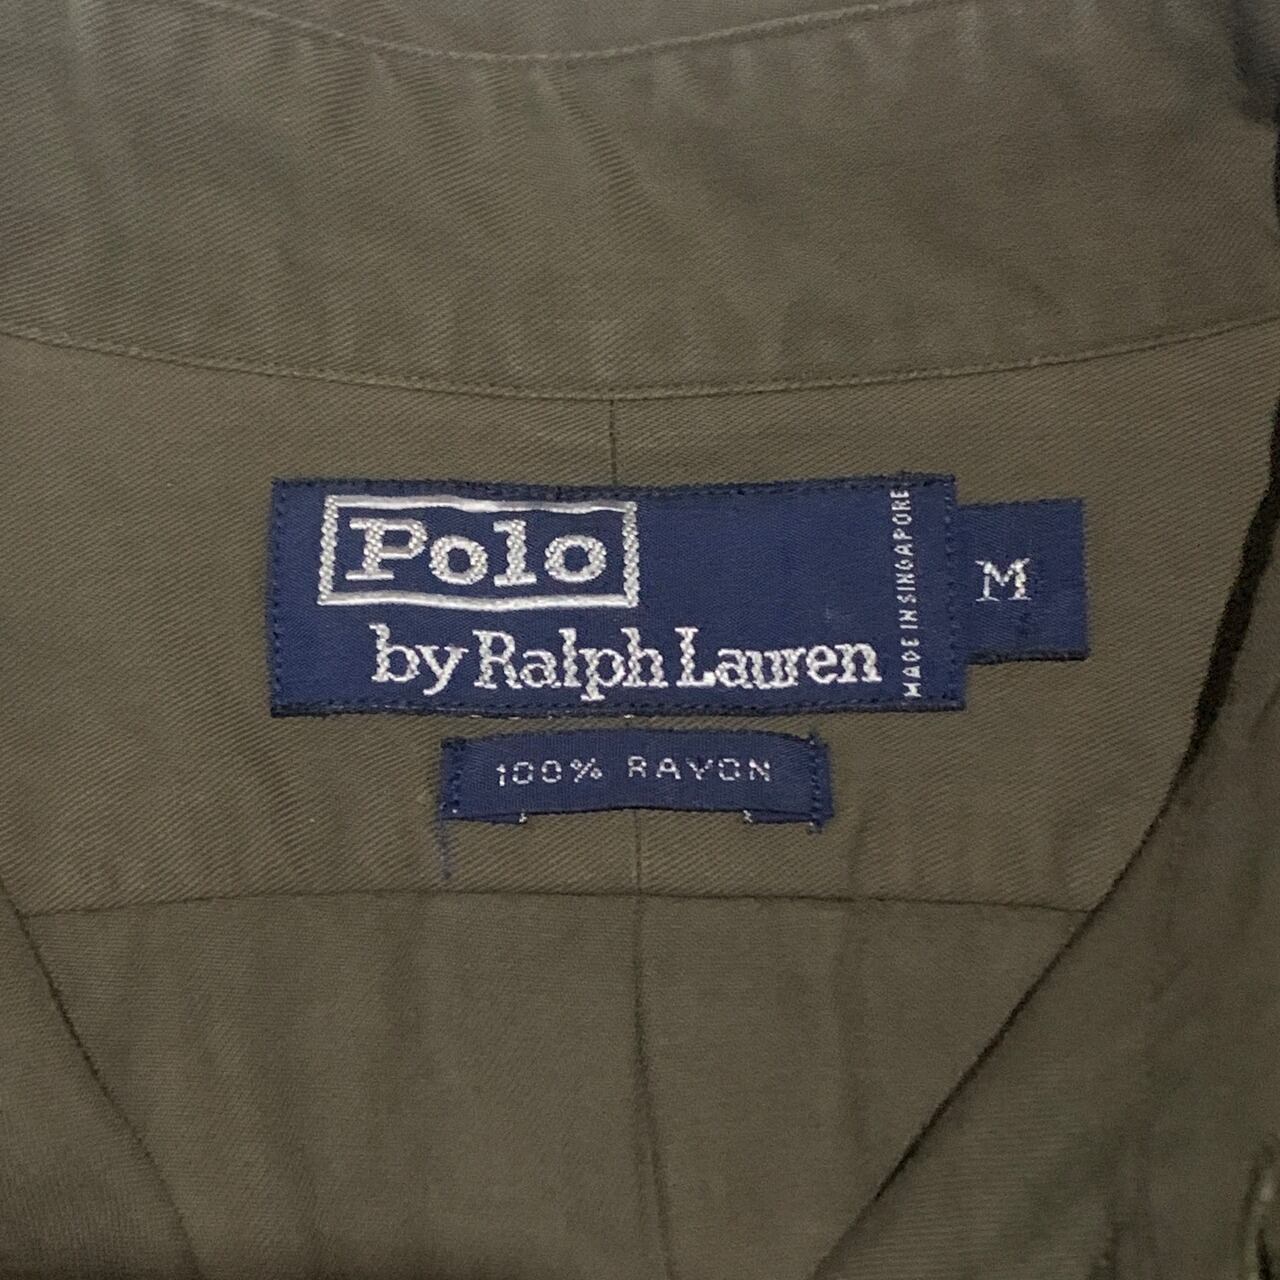 Polo
by Ralph Lauren
MADE IN SINGAPORE
M
100% RAYON